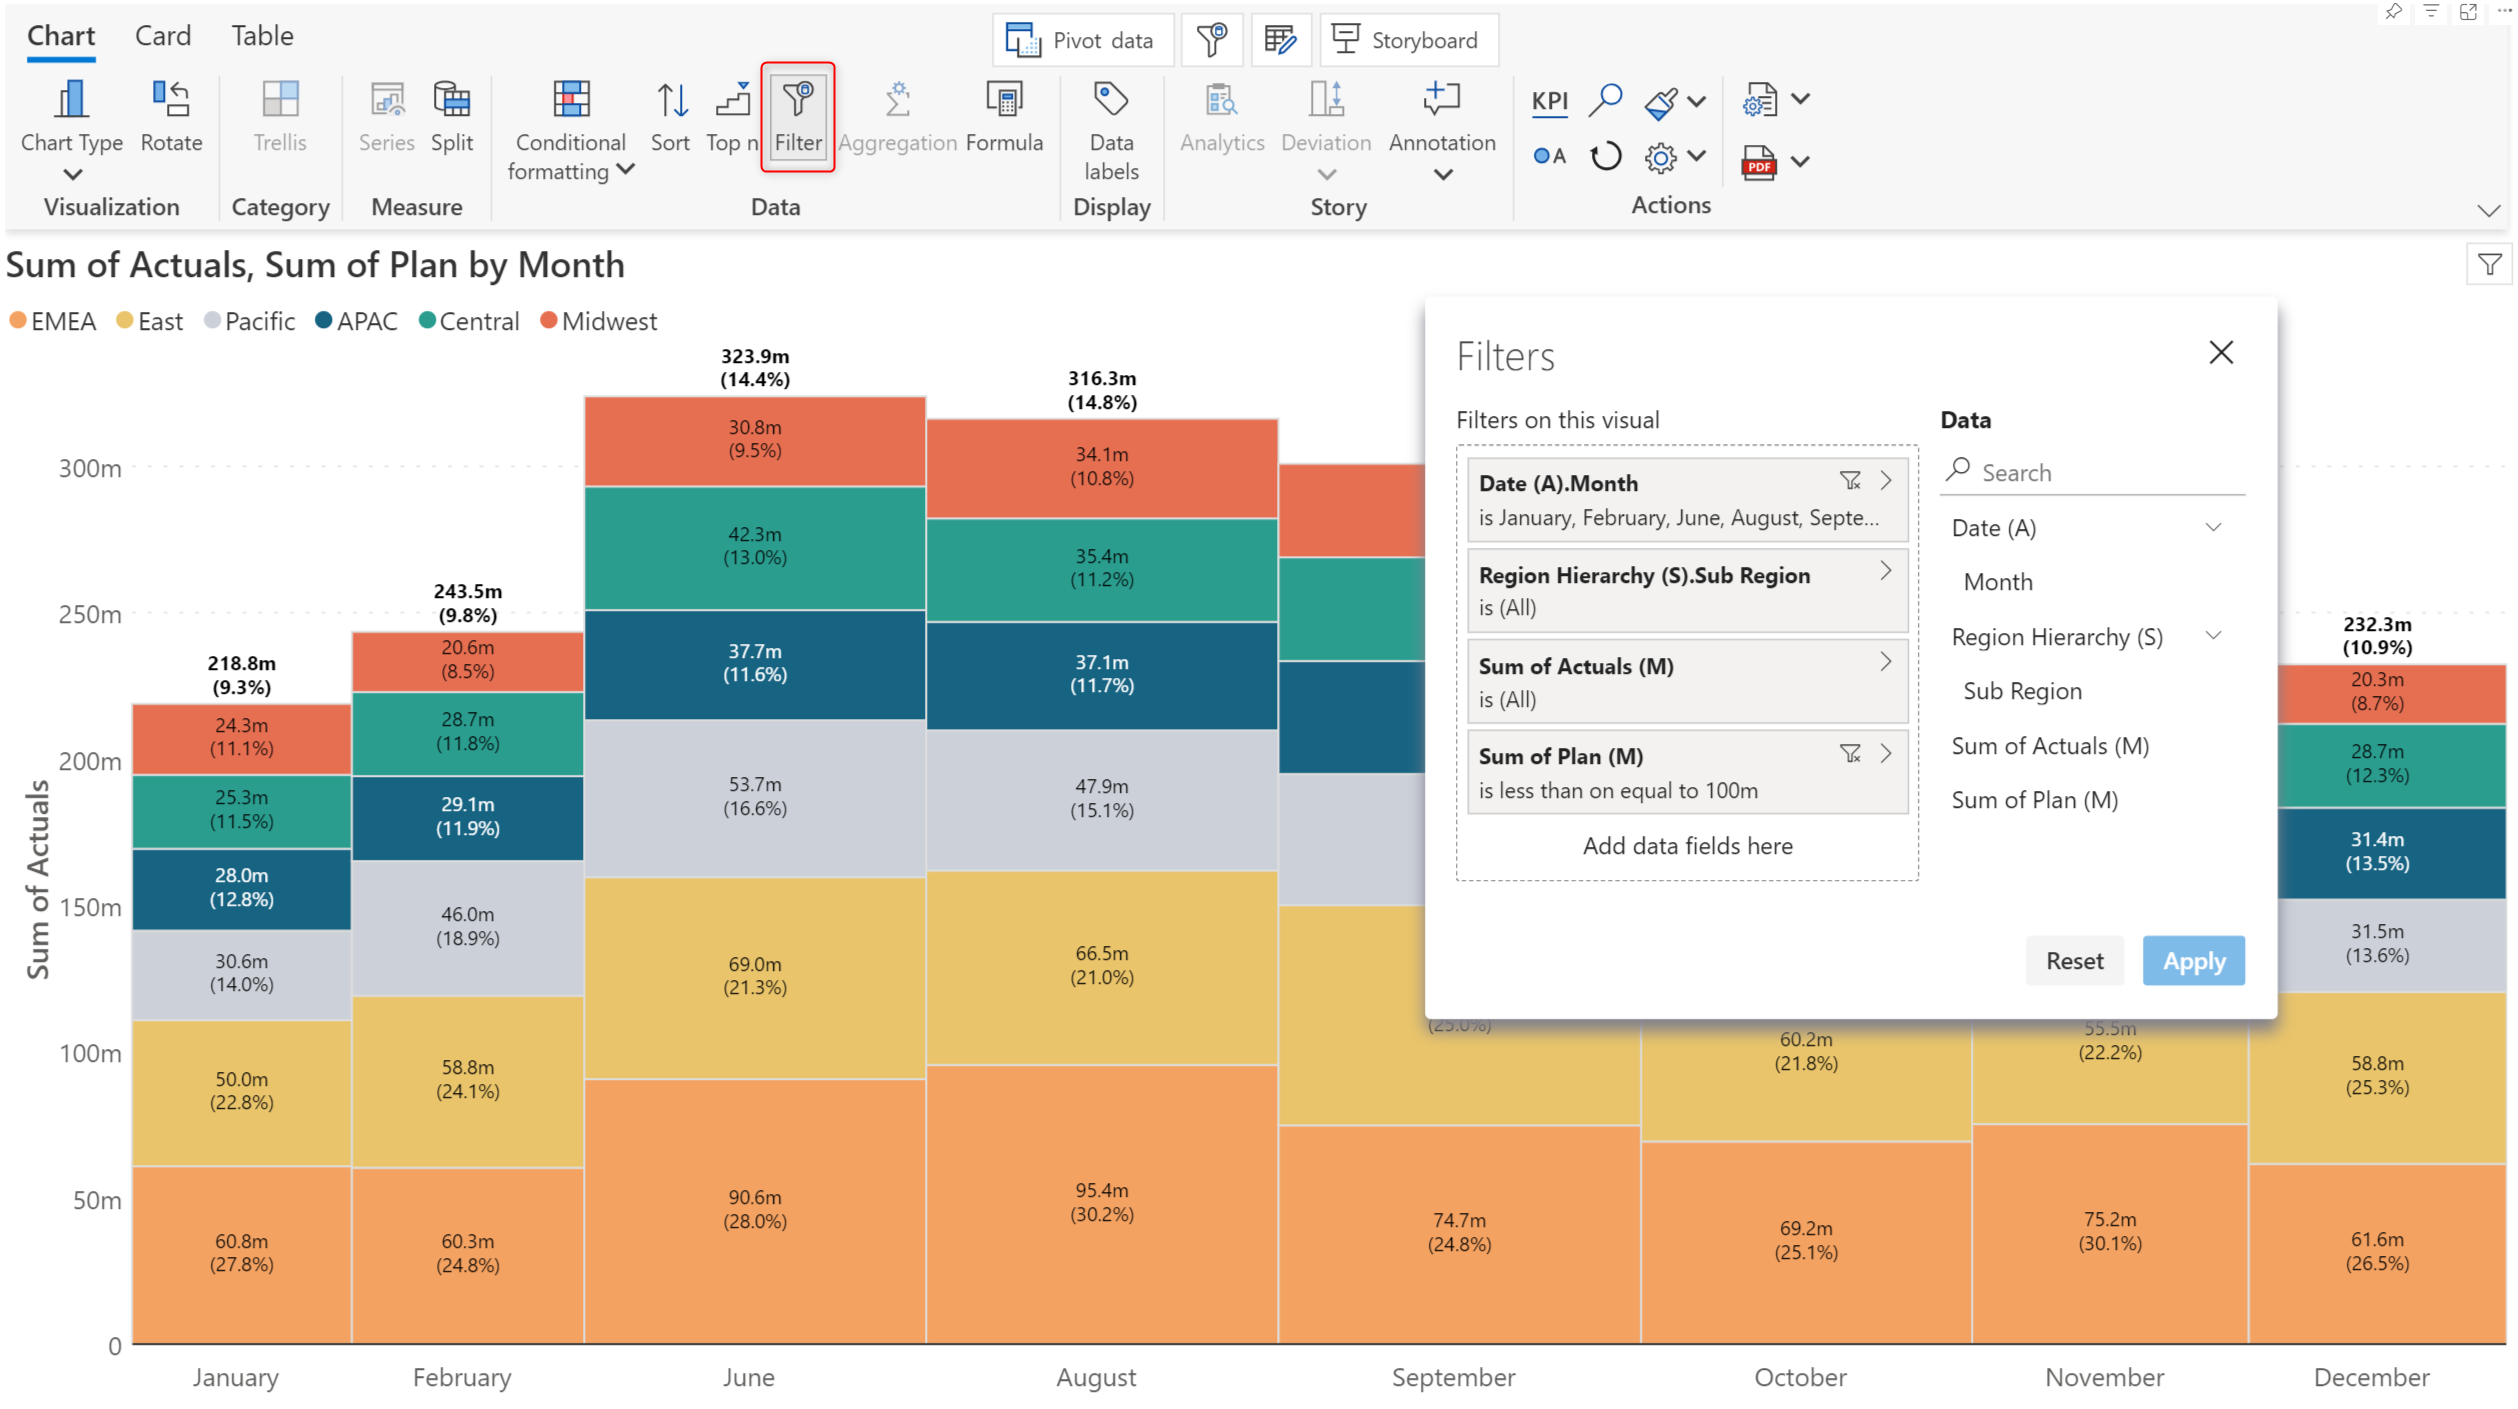 Chart Card Table
Pivot data
Storyboard
Chart Type
Rotate
Trellis
Series
Split
Conditional formatting
Sort
Top n
Filter
Aggregation
Formula
Data labels
Analytics
Deviation
Annotation
KPI
A
PDF
Visualization
Category
Measure
Data
Display
Story
Actions
Sum of Actuals, Sum of Plan by Month
EMEA East Pacific APAC Central Midwest
Sum of Actuals
300m
250m
200m
150m
100m
50m
0
218.8m
(9.3%)
24.3m
(11.1%)
25.3m
(11.5%)
28.0m
(12.8%)
30.6m
(14.0%)
50.0m
(22.8%)
60.8m
(27.8%)
243.5m
(9.8%)
20.6m
(8.5%)
28.7m
(11.8%)
29.1m
(11.9%)
46.0m
(18.9%)
58.8m
(24.1%)
60.3m
(24.8%)
323.9m
(14.4%)
30.8m
(9.5%)
42.3m
(13.0%)
37.7m
(11.6%)
53.7m
(16.6%)
69.0m
(21.3%)
90.6m
(28.0%)
316.3m
(14.8%)
34.1m
(10.8%)
35.4m
(11.2%)
37.1m
(11.7%)
47.9m
(15.1%)
66.5m
(21.0%)
95.4m
(30.2%)
(25.0%)
74.7m
(24.8%)
60.2m
(21.8%)
69.2m
(25.1%)
55.5m
(22.2%)
75.2m
(30.1%)
232.3m
(10.9%)
20.3m
(8.7%)
28.7m
(12.3%)
31.4m
(13.5%)
31.5m
(13.6%)
58.8m
(25.3%)
61.6m
(26.5%)
January February June August September October November December
Filters
Filters on this visual
Date (A).Month
is January, February, June, August, Septe...
Region Hierarchy (S).Sub Region
is (All)
Sum of Actuals (M)
is (All)
Sum of Plan (M)
is less than on equal to 100m
Add data fields here
Data
Search
Date (A)
Month
Region Hierarchy (S)
Sub Region
Sum of Actuals (M)
Sum of Plan (M)
Reset
Apply